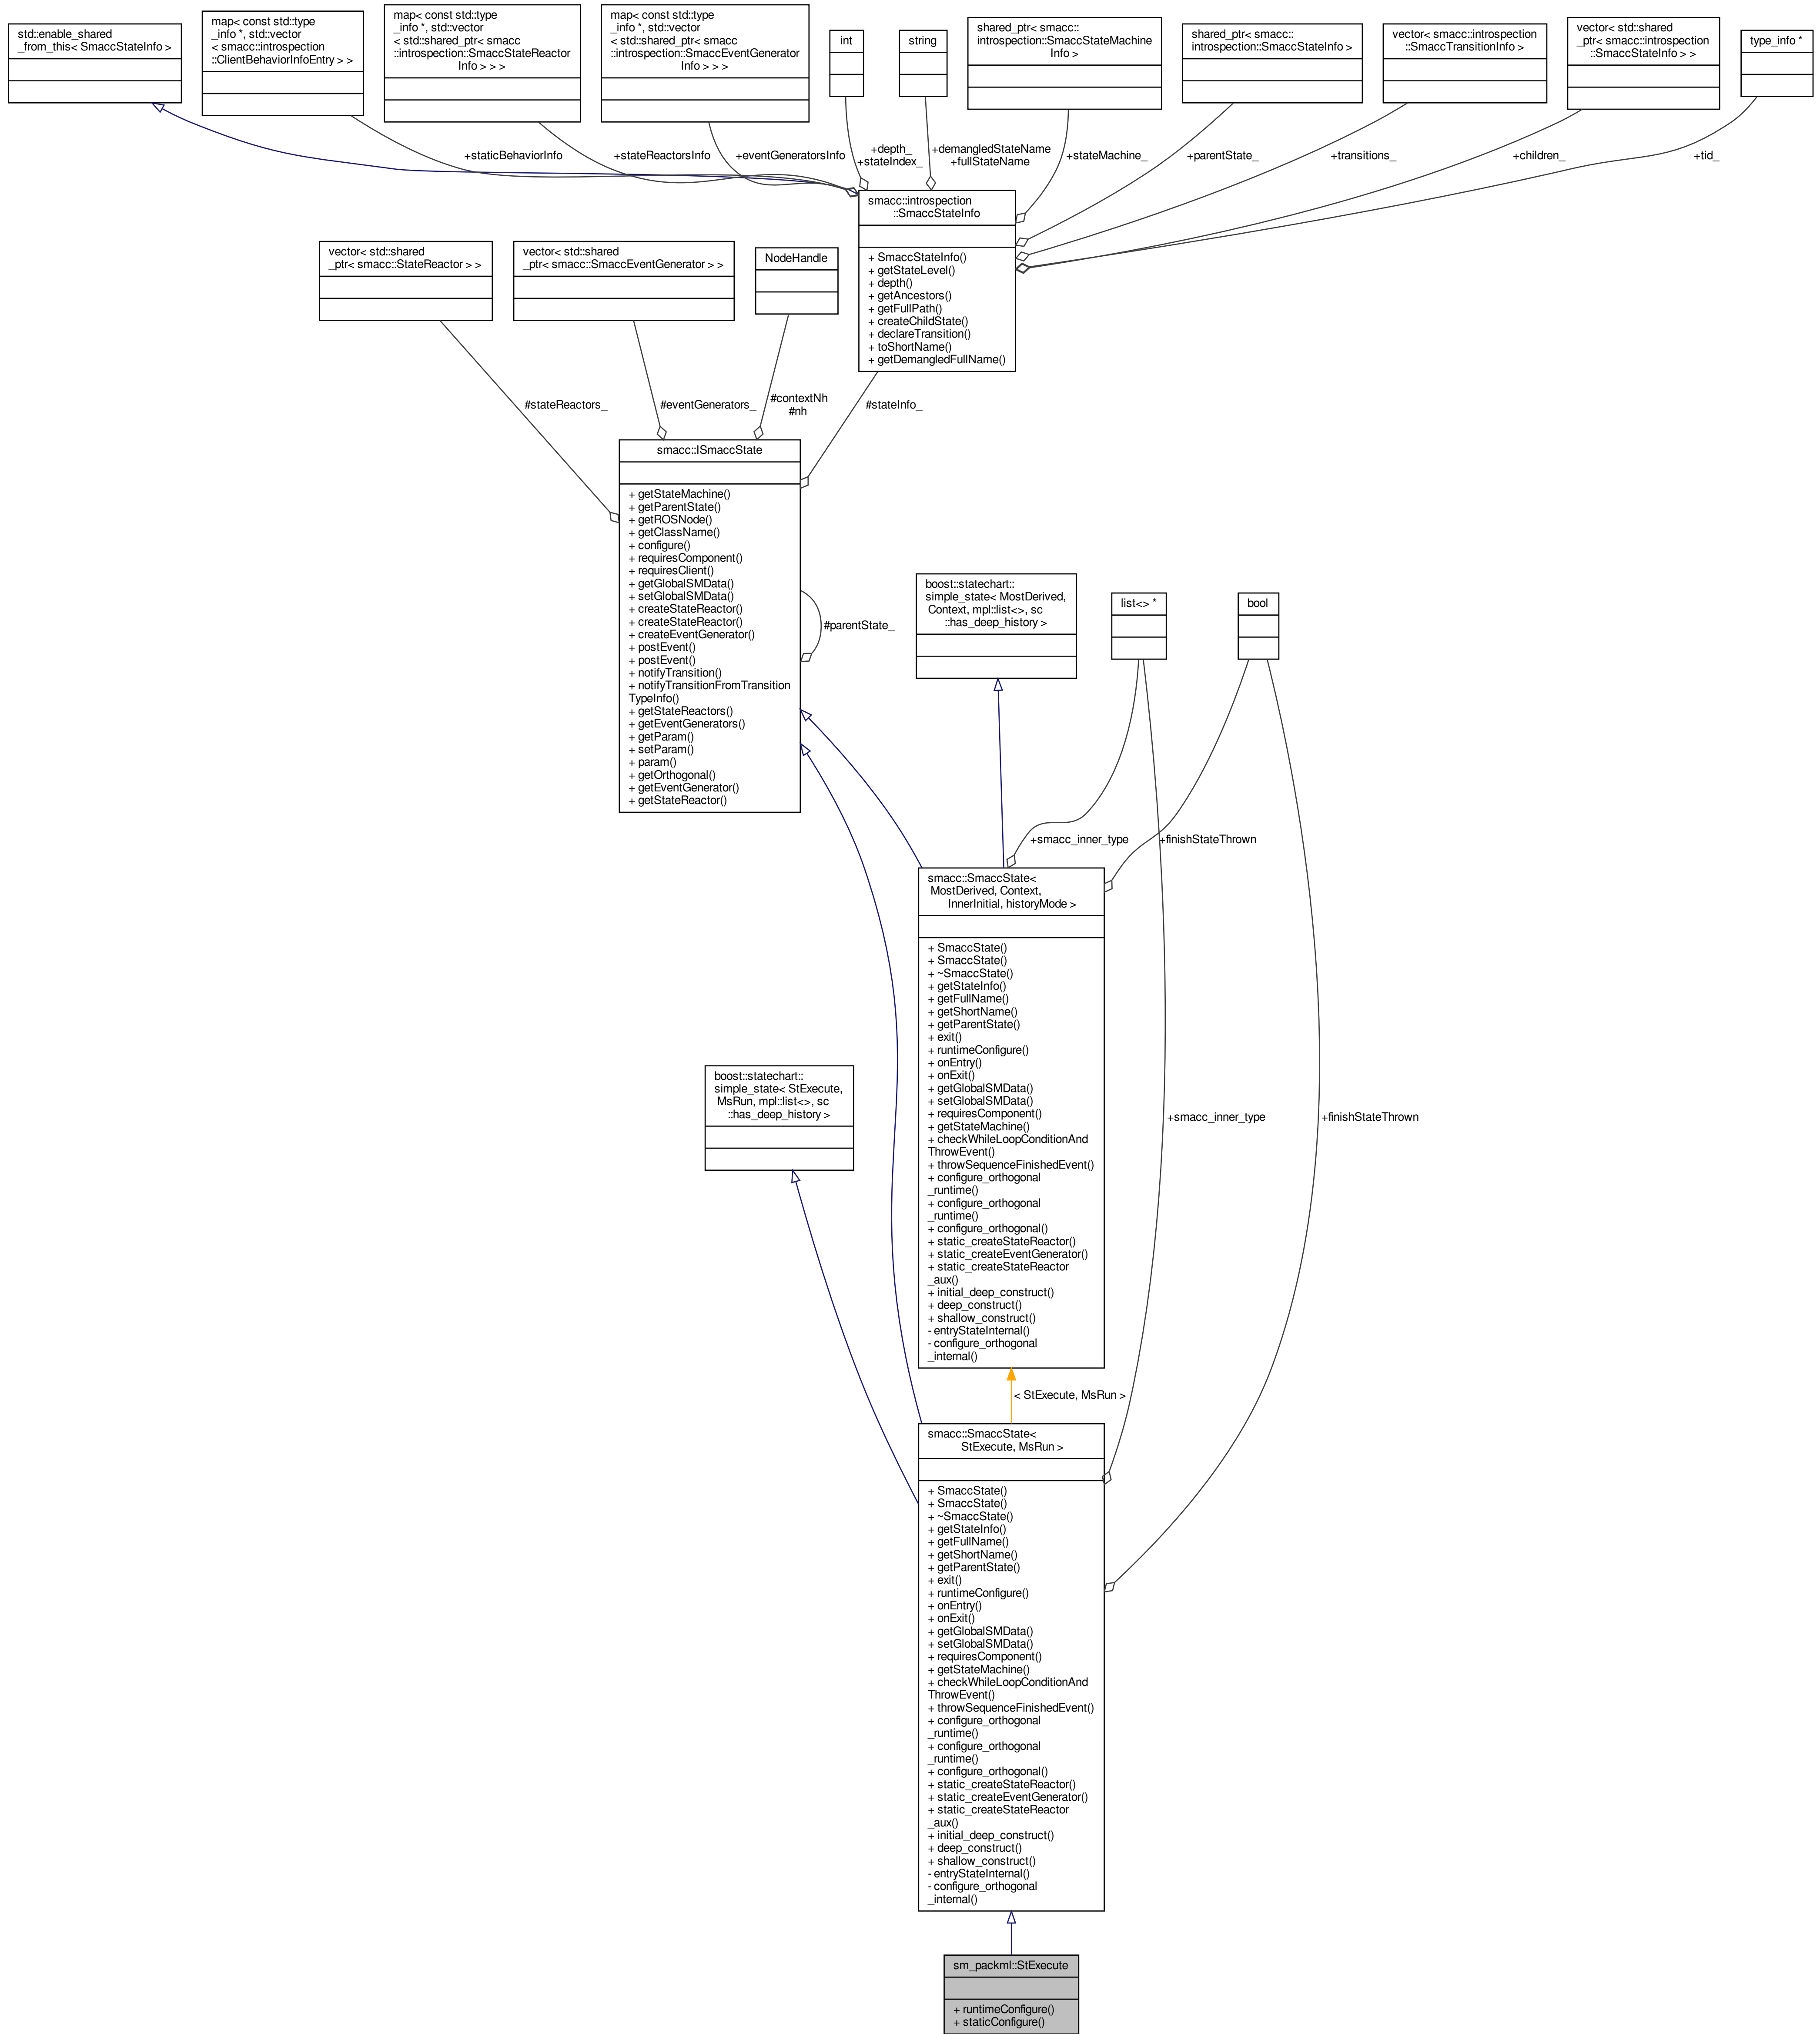 std::enable_shared
_from_this< SmaccStateInfo >
map< const std::type
_info *, std::vector
< smacc::introspection
::ClientBehaviorInfoEntry > >
map< const std::type
_info *, std::vector
< std::shared_ptr< smacc
::introspection::SmaccStateReactor
Info > > >
map< const std::type
_info *, std::vector
< std::shared_ptr< smacc
::introspection::SmaccEventGenerator
Info > > >
int
string
shared_ptr< smacc::
introspection::SmaccStateMachine
Info >
shared_ptr< smacc::
introspection::SmaccStateInfo >
vector< smacc::introspection
::SmaccTransitionInfo >
vector< std::shared
_ptr< smacc::introspection
::SmaccStateInfo > >
type_info *
+staticBehaviorInfo
+stateReactorsInfo
+eventGeneratorsInfo
+depth_
+stateIndex_
+demangledStateName
+fullStateName
+stateMachine_
+parentState_
+transitions_
+children_
+tid_
smacc::introspection
::SmaccStateInfo
+ SmaccStateInfo()
+ getStateLevel()
+ depth()
+ getAncestors()
+ getFullPath()
+ createChildState()
+ declareTransition()
+ toShortName()
+ getDemangledFullName()
vector< std::shared
_ptr< smacc::StateReactor > >
vector< std::shared
_ptr< smacc::SmaccEventGenerator > >
NodeHandle
#stateReactors_
#eventGenerators_
#contextNh
#nh
#stateInfo_
smacc::ISmaccState
+ getStateMachine()
+ getParentState()
+ getROSNode()
+ getClassName()
+ configure()
+ requiresComponent()
+ requiresClient()
+ getGlobalSMData()
+ setGlobalSMData()
+ createStateReactor()
+ createStateReactor()
+ createEventGenerator()
+ postEvent()
+ postEvent()
+ notifyTransition()
+ notifyTransitionFromTransition
TypeInfo()
+ getStateReactors()
+ getEventGenerators()
+ getParam()
+ setParam()
+ param()
+ getOrthogonal()
+ getEventGenerator()
+ getStateReactor()
#parentState_
boost::statechart::
simple_state< MostDerived,
Context, mpl::list<>, sc
::has_deep_history >
list<> *
bool
+smacc_inner_type
+finishStateThrown
smacc::SmaccState<
MostDerived, Context,
InnerInitial, historyMode >
+ SmaccState()
+ SmaccState()
+ ~SmaccState()
+ getStateInfo()
+ getFullName()
+ getShortName()
+ getParentState()
+ exit()
+ runtimeConfigure()
+ onEntry()
+ onExit()
+ getGlobalSMData()
+ setGlobalSMData()
+ requiresComponent()
+ getStateMachine()
+ checkWhileLoopConditionAnd
ThrowEvent()
+ throwSequenceFinishedEvent()
+ configure_orthogonal
_runtime()
+ configure_orthogonal
_runtime()
+ configure_orthogonal()
+ static_createStateReactor()
+ static_createEventGenerator()
+ static_createStateReactor
_aux()
+ initial_deep_construct()
+ deep_construct()
+ shallow_construct()
- entryStateInternal()
- configure_orthogonal
_internal()
boost::statechart::
simple_state< StExecute,
MsRun, mpl::list<>, sc
::has_deep_history >
+smacc_inner_type
+finishStateThrown
< StExecute, MsRun >
smacc::SmaccState<
StExecute, MsRun >
+ SmaccState()
+ SmaccState()
+ ~SmaccState()
+ getStateInfo()
+ getFullName()
+ getShortName()
+ getParentState()
+ exit()
+ runtimeConfigure()
+ onEntry()
+ onExit()
+ getGlobalSMData()
+ setGlobalSMData()
+ requiresComponent()
+ getStateMachine()
+ checkWhileLoopConditionAnd
ThrowEvent()
+ throwSequenceFinishedEvent()
+ configure_orthogonal
_runtime()
+ configure_orthogonal
_runtime()
+ configure_orthogonal()
+ static_createStateReactor()
+ static_createEventGenerator()
+ static_createStateReactor
_aux()
+ initial_deep_construct()
+ deep_construct()
+ shallow_construct()
- entryStateInternal()
- configure_orthogonal
_internal()
sm_packml::StExecute
+ runtimeConfigure()
+ staticConfigure()